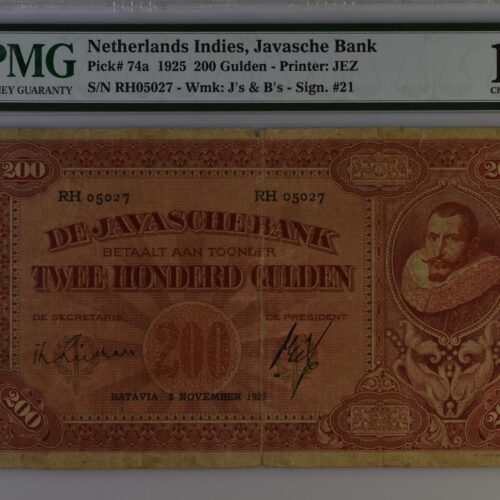 PMG
Netherlands Indies, Javasche Bank
Pick# 74a 1925 200 Gulden - Printer: JEZ
NEY GUARANTY
S/N RH05027 - Wmk: J's & B's - Sign. #21
200
RH 05027
RH 05027
DE JAVASCHE BANK
BETAALT AAN TOONDER
TWEE HONDERD GULDEN
DE SECRETARIS
DE PRESIDENT
200
BATAVIA 2 NOVEMBER 1925
200